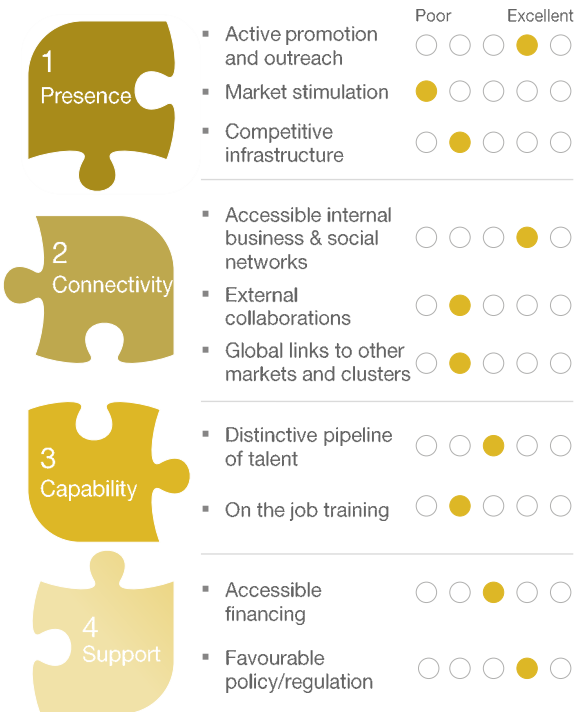 Poor Excellent
1
Presence
▪ Active promotion
and outreach
▪ Market stimulation
▪ Competitive
infrastructure
2
Connectivity
▪ Accessible internal
business & social
networks
▪ External
collaborations
▪ Global links to other
markets and clusters
3
Capability
▪ Distinctive pipeline
of talent
▪ On the job training
4
Support
▪ Accessible
financing
▪ Favourable
policy/regulation